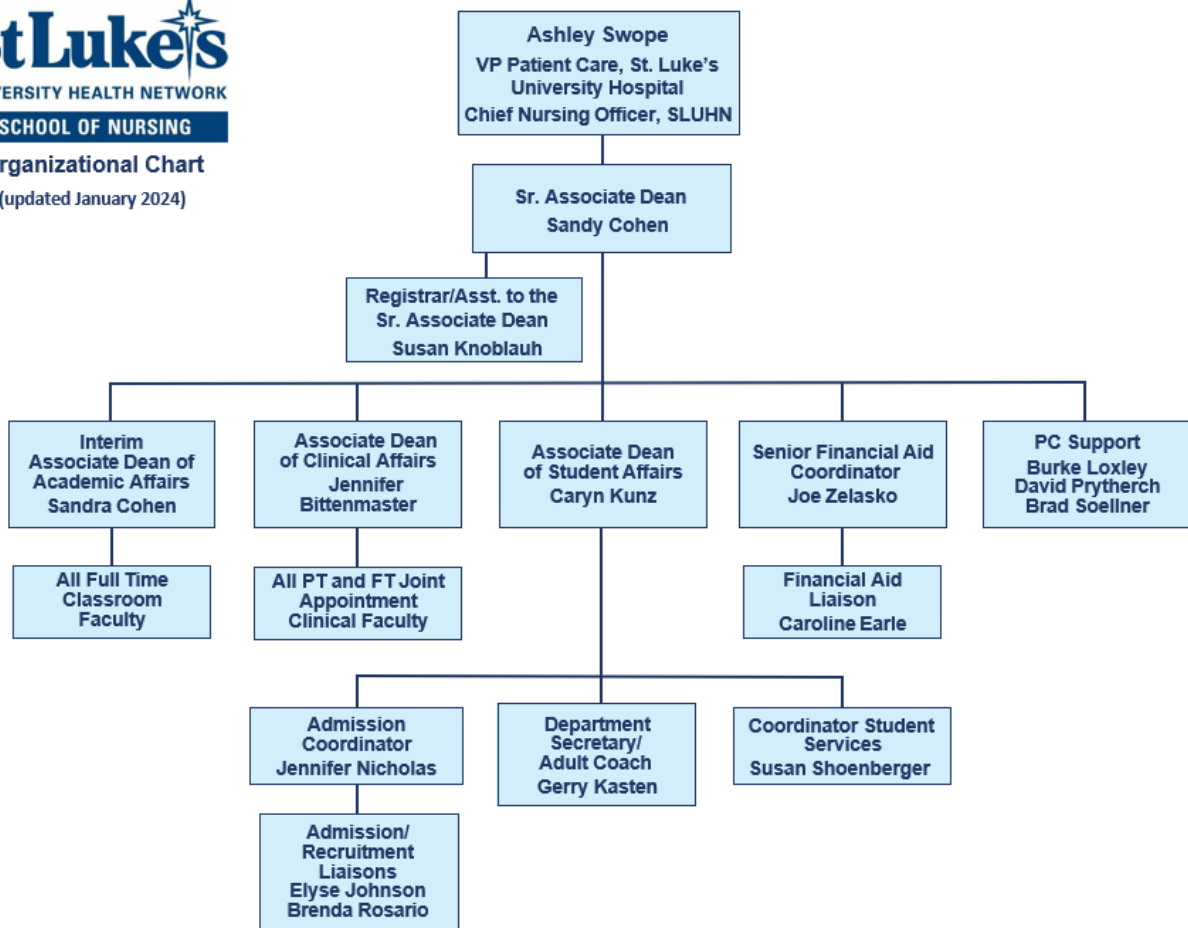 tLuke's
VERSITY HEALTH NETWORK
SCHOOL OF NURSING
rganizational Chart
(updated January 2024)
Ashley Swope
VP Patient Care, St. Luke's
University Hospital
Chief Nursing Officer, SLUHN
Sr. Associate Dean
Sandy Cohen
Registrar/Asst. to the
Sr. Associate Dean
Susan Knoblauh
Interim
Associate Dean of
Academic Affairs
Sandra Cohen
Associate Dean
of Clinical Affairs
Jennifer
Bittenmaster
Associate Dean
of Student Affairs
Caryn Kunz
Senior Financial Aid
Coordinator
Joe Zelasko
PC Support
Burke Loxley
David Prytherch
Brad Soellner
All Full Time
Classroom
Faculty
All PT and FT Joint
Appointment
Clinical Faculty
Financial Aid
Liaison
Caroline Earle
Admission
Coordinator
Jennifer Nicholas
Department
Secretary/
Adult Coach
Gerry Kasten
Coordinator Student
Services
Susan Shoenberger
Admission/
Recruitment
Liaisons
Elyse Johnson
Brenda Rosario